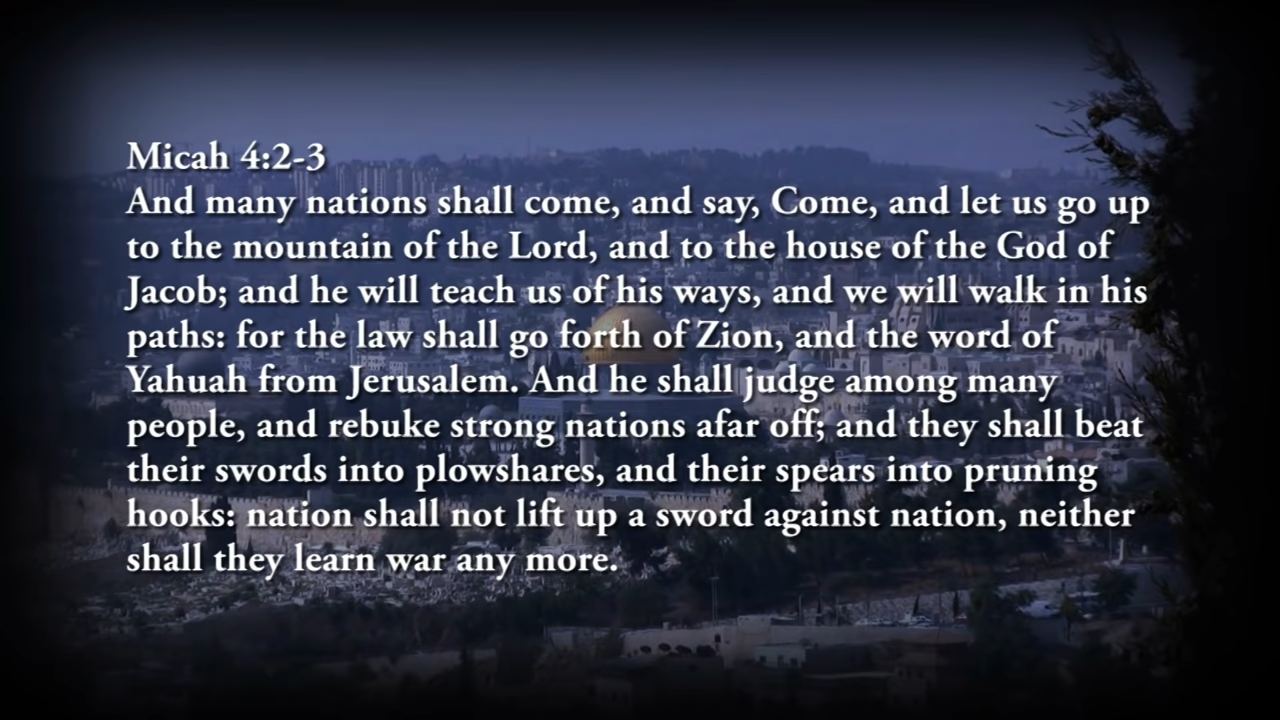 Micah 4:2-3
And many nations shall come, and say, Come, and let us go up
to the mountain of the Lord, and to the house of the God of
Jacob; and he will teach us of his ways, and we will walk in his
paths: for the law shall go forth of Zion, and the word of
Yahuah from Jerusalem. And he shall judge among many
people, and rebuke strong nations afar off; and they shall beat
their swords into plowshares, and their spears into pruning
hooks: nation shall not lift up a sword against nation, neither
shall they learn war any more.